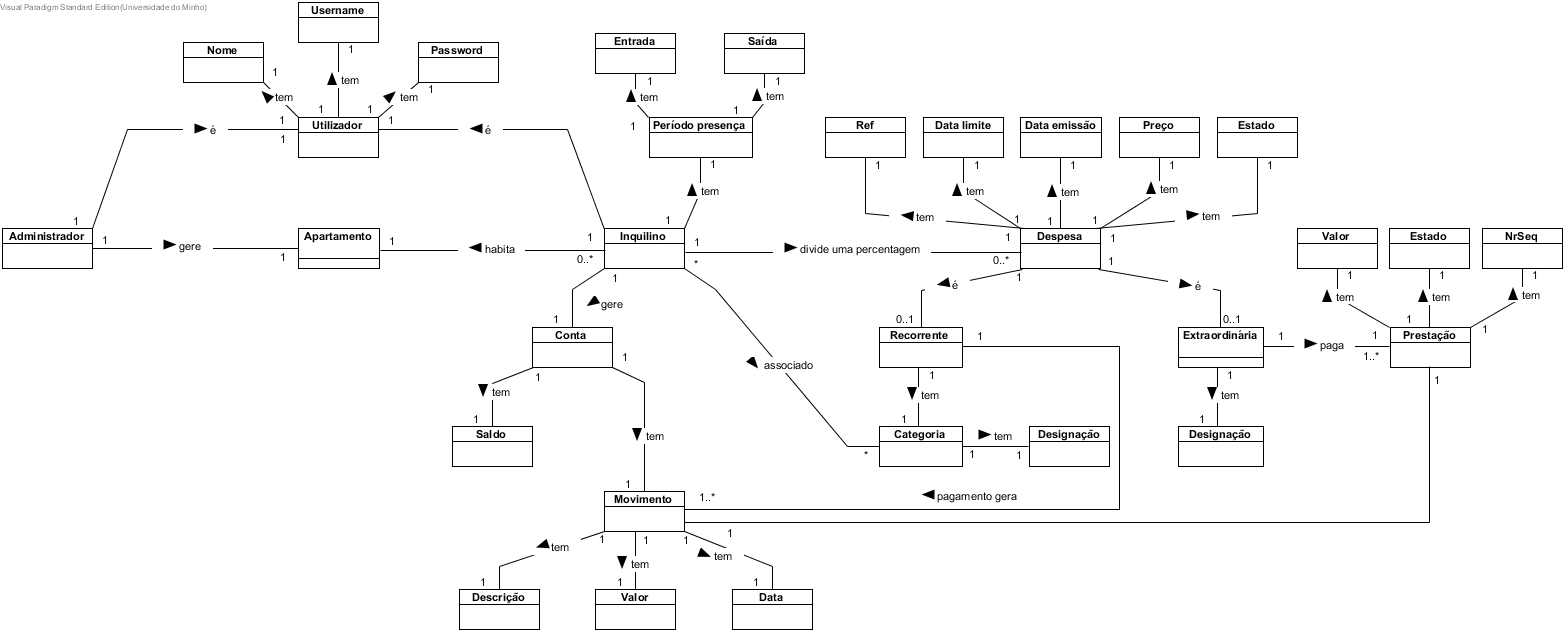 Visual Paradigm Standard Edition(Universidade do Minho)
Username
1
Nome
1
tem
1
tem
Password
1
tem
1
1
1
Utilizador
1
1
é
é
1
Entrada
1
tem
1
Saída
1
tem
1
Período presença
1
tem
1
Ref
1
tem
Data limite
1
tem
1
Data emissão
1
tem
1
Preço
1
tem
1
Estado
1
tem
1
1
Administrador
1
gere
1
Apartamento
1
habita
1
0..*
Inquilino
1
*
divide uma percentagem
1
0..*
Despesa
1
1
é
0..1
1
é
0..1
Valor
1
tem
Estado
1
tem
1
NrSeq
1
tem
1
1
gere
1
Conta
1
tem
1
Saldo
1
tem
1
associado
*
Recorrente
1
1
tem
1
Categoria
1
tem
1
Designação
Extraordinária
1
paga
1
1..*
Prestação
1
1
tem
1
Designação
Movimento
1..*
pagamento gera
1
1
tem
1
Descrição
1
tem
1
Valor
1
tem
1
Data